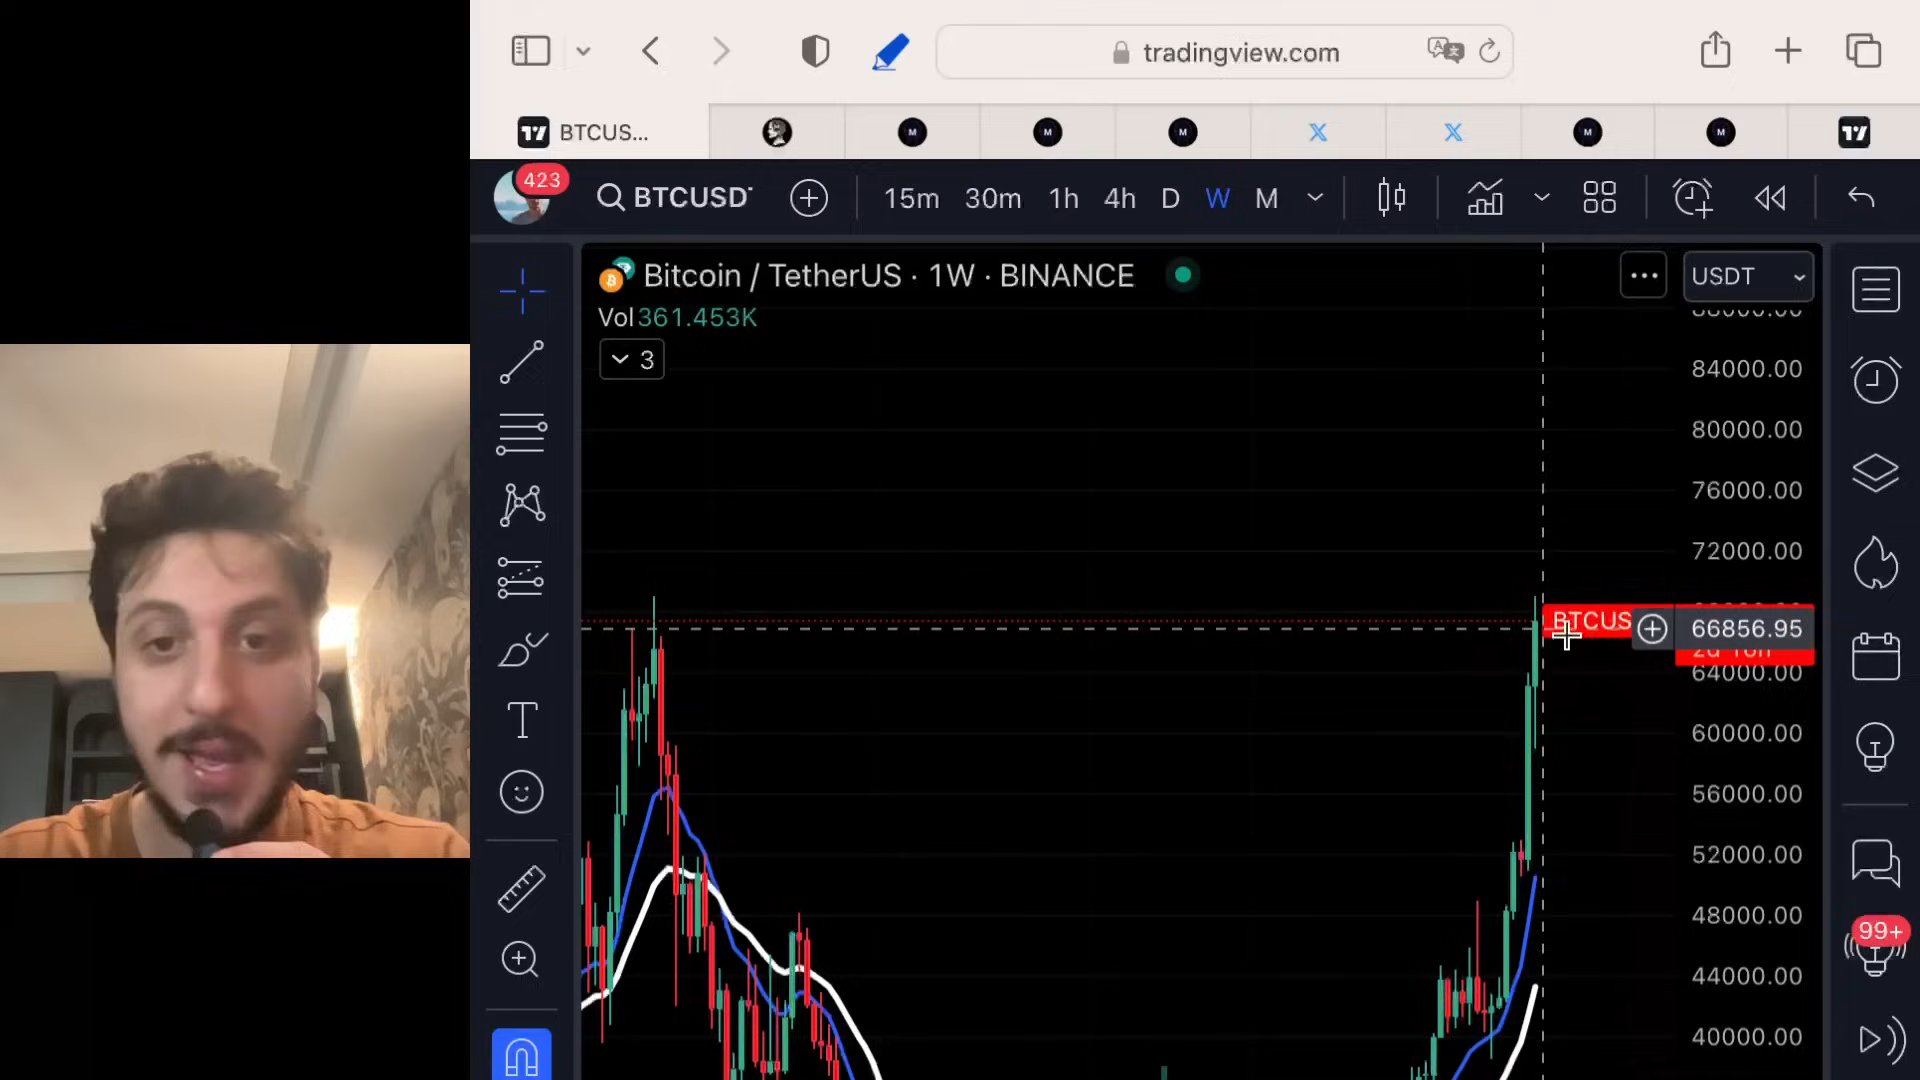 tradingview.com
BTCUS...
423
BTCUSD
15m 30m 1h 4h D W M
Bitcoin / TetherUS · 1W · BINANCE
USDT
Vol 361.453K
3
84000.00
80000.00
76000.00
72000.00
BTCUS
66856.95
64000.00
60000.00
56000.00
52000.00
48000.00
99+
44000.00
40000.00